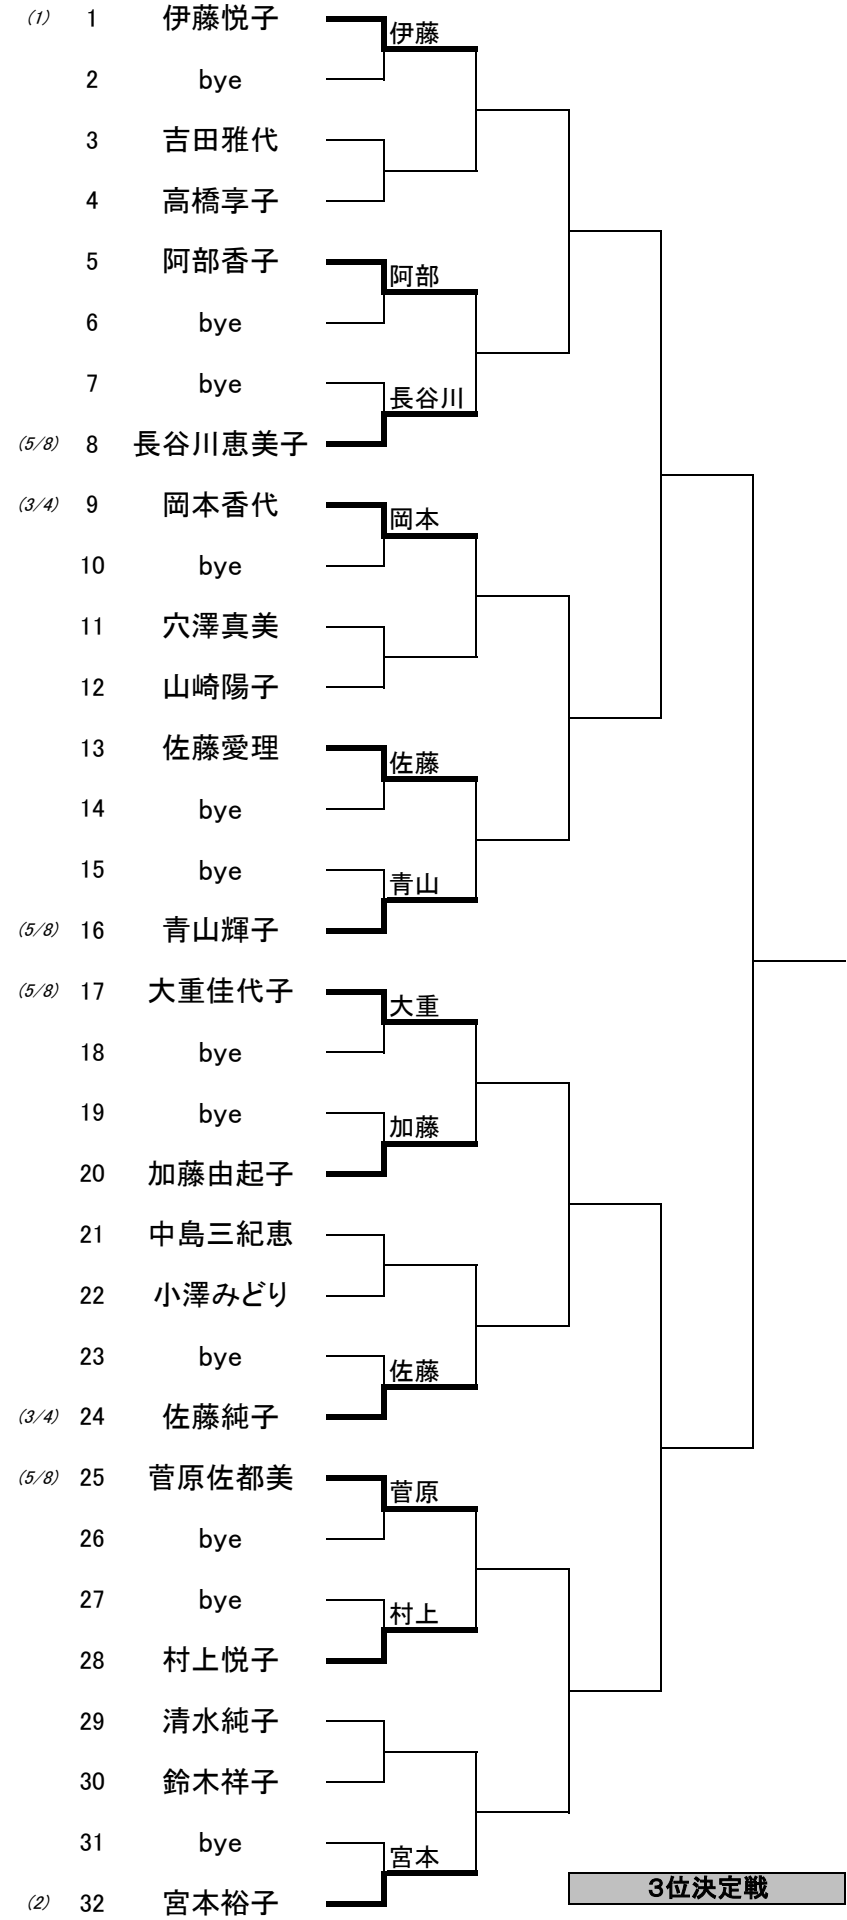 (1) 1 伊藤悦子
伊藤
2 bye
3 吉田雅代
4 高橋享子
5 阿部香子
阿部
6 bye
7 bye
長谷川
(5/8) 8 長谷川恵美子
(3/4) 9 岡本香代
岡本
10 bye
11 穴澤真美
12 山崎陽子
13 佐藤愛理
佐藤
14 bye
15 bye
青山
(5/8) 16 青山輝子
(5/8) 17 大重佳代子
大重
18 bye
19 bye
加藤
20 加藤由起子
21 中島三紀恵
22 小澤みどり
23 bye
佐藤
(3/4) 24 佐藤純子
(5/8) 25 菅原佐都美
菅原
26 bye
27 bye
村上
28 村上悦子
29 清水純子
30 鈴木祥子
31 bye
宮本
3位決定戦
(2) 32 宮本裕子